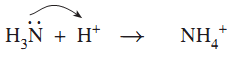 H₃N̈ + H⁺ → NH₄⁺